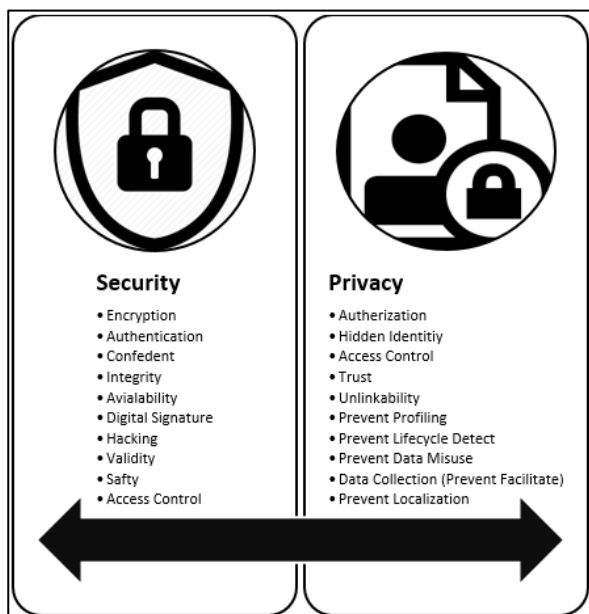 Security
• Encryption
• Authentication
• Confedent
• Integrity
• Avialability
• Digital Signature
• Hacking
• Validity
• Safty
• Access Control
Privacy
• Autherization
• Hidden Identitiy
• Access Control
• Trust
• Unlinkability
• Prevent Profiling
• Prevent Lifecycle Detect
• Prevent Data Misuse
• Data Collection (Prevent Facilitate)
• Prevent Localization